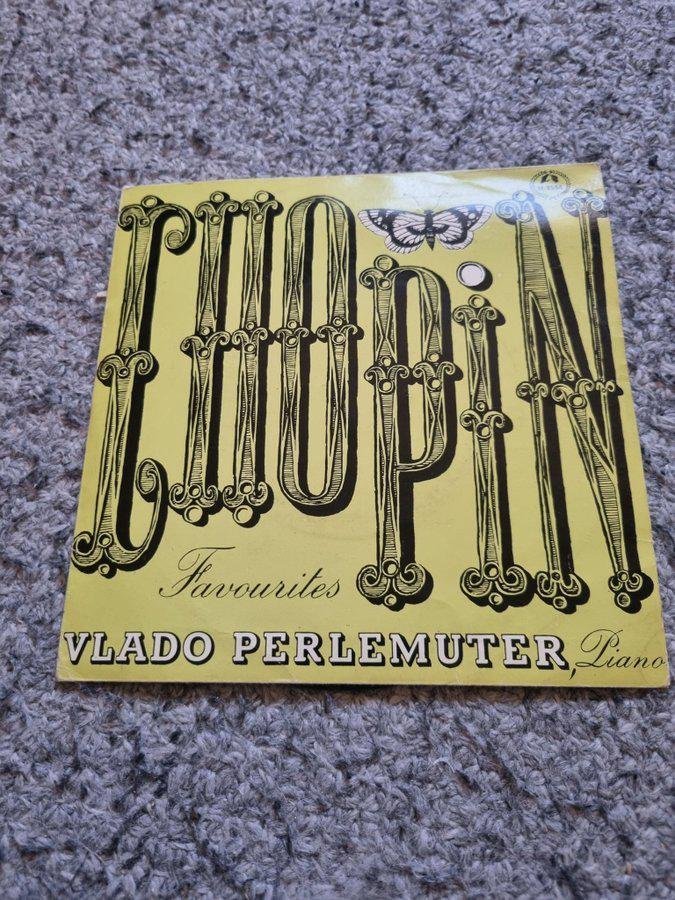 CHOPiN
Favourites
VLADO PERLEMUTER, Piano